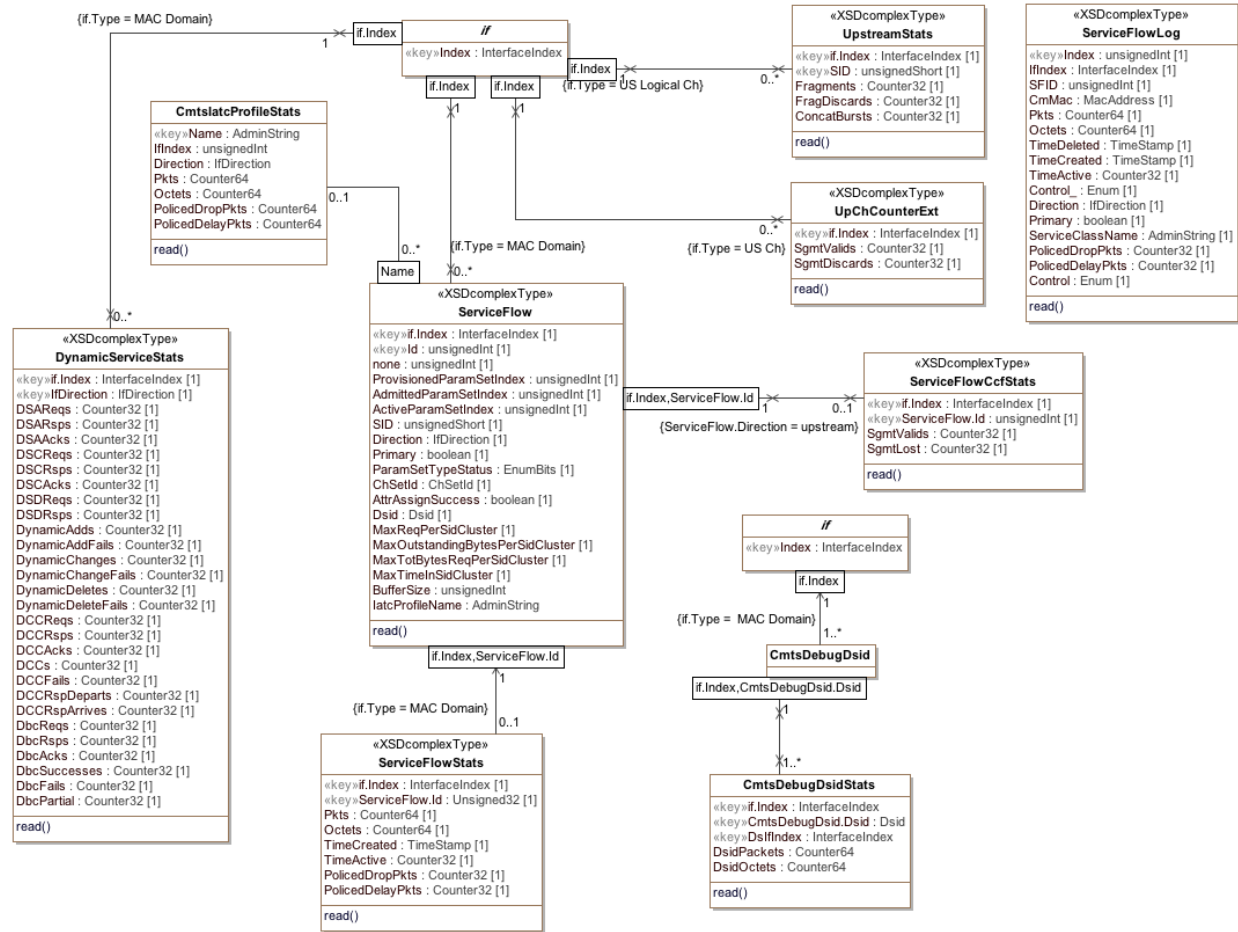 {if.Type = MAC Domain}
1
if.Index
if
«key»Index : InterfaceIndex
if.Index
if.Index
if.Index
1
{if.Type = US Logical Ch}
0..*
1
1
«XSDcomplexType»
UpstreamStats
«key»if.Index : InterfaceIndex [1]
«key»SID : unsignedShort [1]
Fragments : Counter32 [1]
FragDiscards : Counter32 [1]
ConcatBursts : Counter32 [1]
read()
«XSDcomplexType»
ServiceFlowLog
«key»Index : unsignedInt [1]
IfIndex : InterfaceIndex [1]
SFID : unsignedInt [1]
CmMac : MacAddress [1]
Pkts : Counter64 [1]
Octets : Counter64 [1]
TimeDeleted : TimeStamp [1]
TimeCreated : TimeStamp [1]
TimeActive : Counter32 [1]
Control_ : Enum [1]
Direction : IfDirection [1]
Primary : boolean [1]
ServiceClassName : AdminString [1]
PolicedDropPkts : Counter32 [1]
PolicedDelayPkts : Counter32 [1]
Control : Enum [1]
read()
CmtsIatcProfileStats
«key»Name : AdminString
IfIndex : unsignedInt
Direction : IfDirection
Pkts : Counter64
Octets : Counter64
PolicedDropPkts : Counter64
PolicedDelayPkts : Counter64
read()
0..1
0..*
Name
{if.Type = MAC Domain}
0..*
0..*
{if.Type = US Ch}
«XSDcomplexType»
UpChCounterExt
«key»if.Index : InterfaceIndex [1]
SgmtValids : Counter32 [1]
SgmtDiscards : Counter32 [1]
read()
0..*
«XSDcomplexType»
DynamicServiceStats
«key»if.Index : InterfaceIndex [1]
«key»IfDirection : IfDirection [1]
DSAReqs : Counter32 [1]
DSARsps : Counter32 [1]
DSAAcks : Counter32 [1]
DSCReqs : Counter32 [1]
DSCRsps : Counter32 [1]
DSCAcks : Counter32 [1]
DSDReqs : Counter32 [1]
DSDRsps : Counter32 [1]
DynamicAdds : Counter32 [1]
DynamicAddFails : Counter32 [1]
DynamicChanges : Counter32 [1]
DynamicChangeFails : Counter32 [1]
DynamicDeletes : Counter32 [1]
DynamicDeleteFails : Counter32 [1]
DCCReqs : Counter32 [1]
DCCRsps : Counter32 [1]
DCCAcks : Counter32 [1]
DCCs : Counter32 [1]
DCCFails : Counter32 [1]
DCCRspDeparts : Counter32 [1]
DCCRspArrives : Counter32 [1]
DbcReqs : Counter32 [1]
DbcRsps : Counter32 [1]
DbcAcks : Counter32 [1]
DbcSuccesses : Counter32 [1]
DbcFails : Counter32 [1]
DbcPartial : Counter32 [1]
read()
«XSDcomplexType»
ServiceFlow
«key»if.Index : InterfaceIndex [1]
«key»Id : unsignedInt [1]
none : unsignedInt [1]
ProvisionedParamSetIndex : unsignedInt [1]
AdmittedParamSetIndex : unsignedInt [1]
ActiveParamSetIndex : unsignedInt [1]
SID : unsignedShort [1]
Direction : IfDirection [1]
Primary : boolean [1]
ParamSetTypeStatus : EnumBits [1]
ChSetId : ChSetId [1]
AttrAssignSuccess : boolean [1]
Dsid : Dsid [1]
MaxReqPerSidCluster [1]
MaxOutstandingBytesPerSidCluster [1]
MaxTotBytesReqPerSidCluster [1]
MaxTimeInSidCluster [1]
BufferSize : unsignedInt
IatcProfileName : AdminString
read()
if.Index,ServiceFlow.Id
1
0..1
{ServiceFlow.Direction = upstream}
«XSDcomplexType»
ServiceFlowCcfStats
«key»if.Index : InterfaceIndex [1]
«key»ServiceFlow.Id : unsignedInt [1]
SgmtValids : Counter32 [1]
SgmtLost : Counter32 [1]
read()
if.Index,ServiceFlow.Id
1
{if.Type = MAC Domain}
0..1
«XSDcomplexType»
ServiceFlowStats
«key»if.Index : InterfaceIndex [1]
«key»ServiceFlow.Id : Unsigned32 [1]
Pkts : Counter64 [1]
Octets : Counter64 [1]
TimeCreated : TimeStamp [1]
TimeActive : Counter32 [1]
PolicedDropPkts : Counter32 [1]
PolicedDelayPkts : Counter32 [1]
read()
if
«key»Index : InterfaceIndex
if.Index
1
{if.Type = MAC Domain}
1..*
CmtsDebugDsid
if.Index,CmtsDebugDsid.Dsid
1
1..*
CmtsDebugDsidStats
«key»if.Index : InterfaceIndex
«key»CmtsDebugDsid.Dsid : Dsid
«key»DsIfIndex : InterfaceIndex
DsidPackets : Counter64
DsidOctets : Counter64
read()